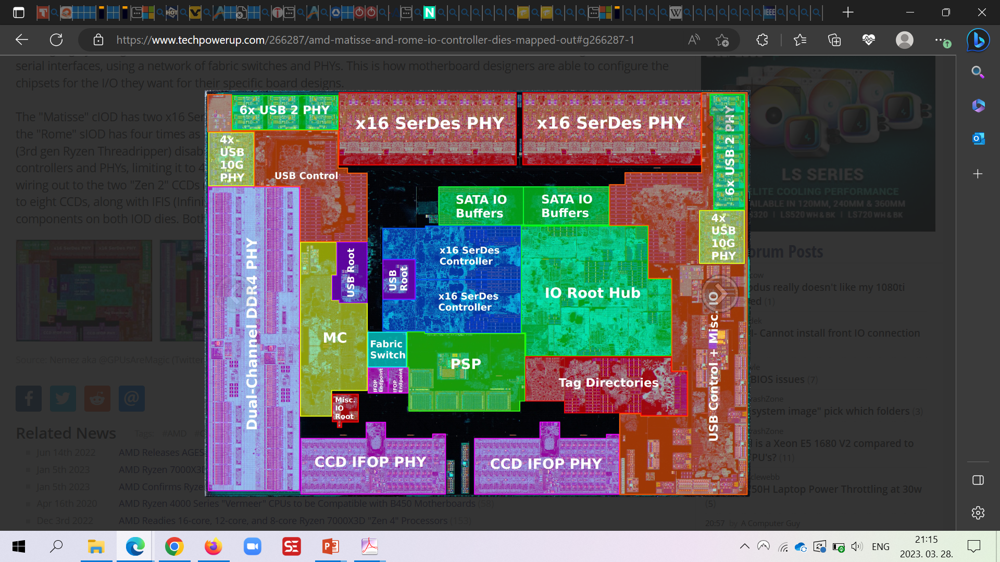 https://www.techpowerup.com/266287/amd-matisse-and-rome-io-controller-dies-mapped-out#g266287-1
serial interfaces, using a network of fabric switches and PHYs. This is how motherboard designers are able to configure the
chipsets for the I/O they want for their specific board designs.
The "Matisse" cIOD has two x16 Ser
the "Rome" sIOD has four times as
(3rd gen Ryzen Threadripper) disab
controllers and PHYs, limiting it to 4
wiring out to the two "Zen 2" CCDs
to eight CCDs, along with IFIS (Infini
components on both IOD dies. Both
6x USB 2 PHY
x16 SerDes PHY
x16 SerDes PHY
6x USB 2 PHY
4x
USB
10G
PHY
USB Control
SATA IO
Buffers
SATA IO
Buffers
4x
USB
10G
PHY
Dual-Channel DDR4 PHY
USB Root
USB
Root
x16 SerDes
Controller
x16 SerDes
Controller
IO Root Hub
MC
Fabric
Switch
PSP
IFOP
Endpoint
IFOP
Endpoint
Tag Directories
USB Control + Misc. IO
Misc.
IO
Root
CCD IFOP PHY
CCD IFOP PHY
LS SERIES
ELITE COOLING PERFORMANCE
AILABLE IN 120MM, 240MM & 360MM
S320 | LS520 WH & BK | LS720 WH & BK
Source: Nemez aka @GPUsAreMagic (Twitter
Related News
Tags: #AMD
Jun 14th 2022 AMD Releases AGES
Jan 5th 2023 AMD Ryzen 7000X3D
Jan 5th 2023 AMD Confirms Ryze
Apr 16th 2020 AMD Ryzen 4000 Series "Vermeer" CPUs to be Compatible with B450 Motherboards (58)
Dec 3rd 2022 AMD Readies 16-core, 12-core, and 8-core Ryzen 7000X3D "Zen 4" Processors (153)
orum Posts
cow
odus really doesn't like my 1080ti
ed (1)
dek
I- Cannot install front IO connection
yle
BIOS issues (7)
rashZone
system image" pick which folders (3)
rashZone
d is a Xeon E5 1680 V2 compared to
CPU's? (11)
clewebb
750H Laptop Power Throttling at 30w
(5)
20:57 by A Computer Guy
ENG
21:15
2023. 03. 28.